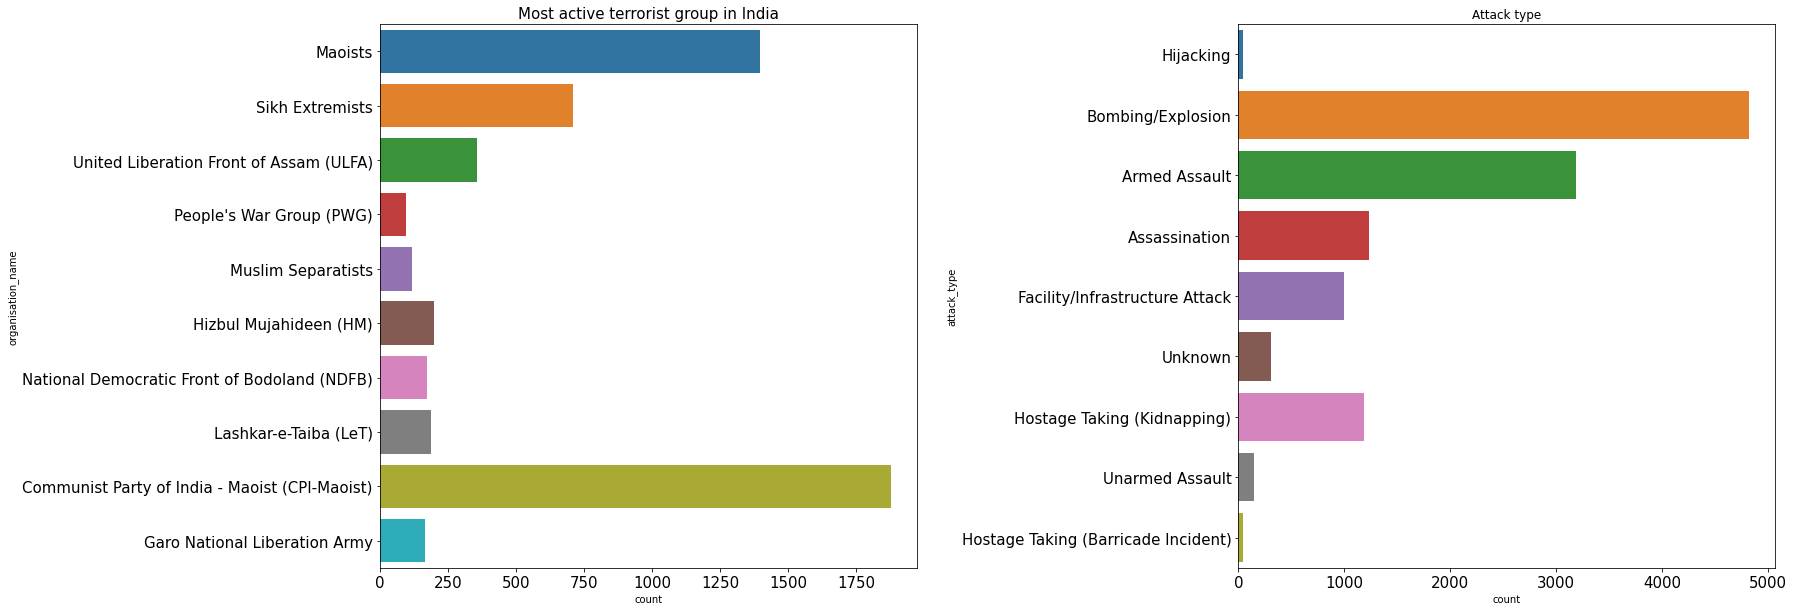 Most active terrorist group in India
organisation_name
Maoists
Sikh Extremists
United Liberation Front of Assam (ULFA)
People's War Group (PWG)
Muslim Separatists
Hizbul Mujahideen (HM)
National Democratic Front of Bodoland (NDFB)
Lashkar-e-Taiba (LeT)
Communist Party of India - Maoist (CPI-Maoist)
Garo National Liberation Army
0 250 500 750 1000 1250 1500 1750
count
Attack type
attack_type
Hijacking
Bombing/Explosion
Armed Assault
Assassination
Facility/Infrastructure Attack
Unknown
Hostage Taking (Kidnapping)
Unarmed Assault
Hostage Taking (Barricade Incident)
0 1000 2000 3000 4000 5000
count